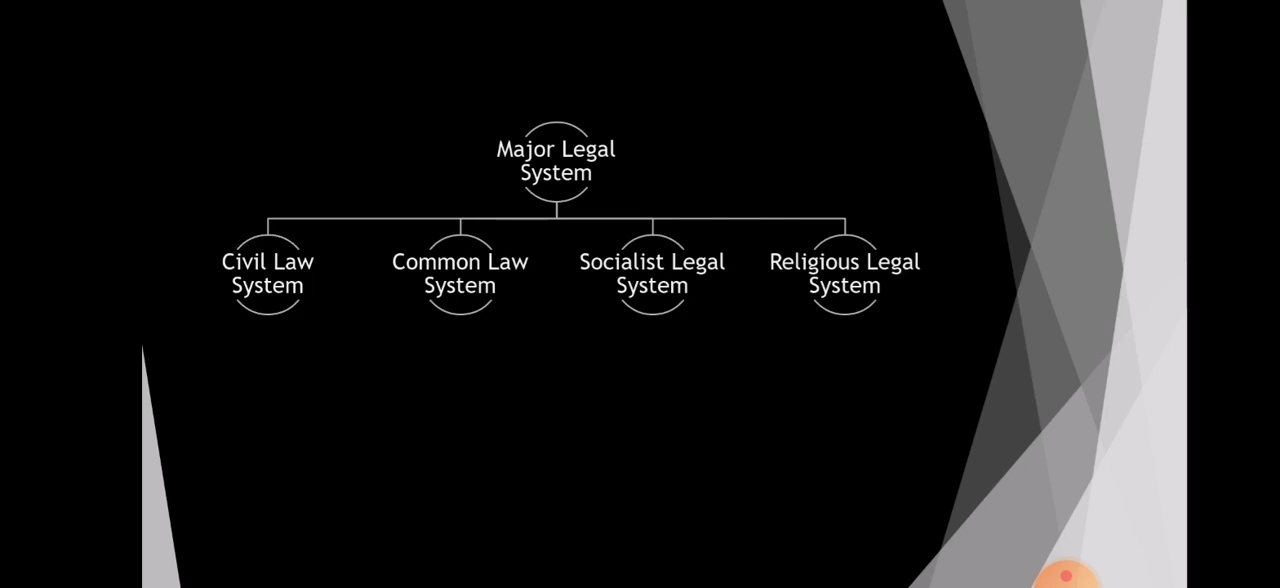 Major Legal
System
Civil Law
System
Common Law
System
Socialist Legal
System
Religious Legal
System